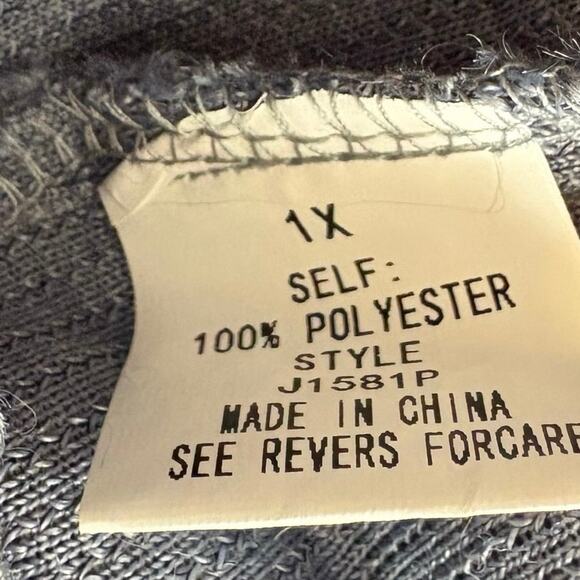 1X
SELF:
100% POLYESTER
STYLE
J1581P
MADE IN CHINA
SEE REVERS FORCARE